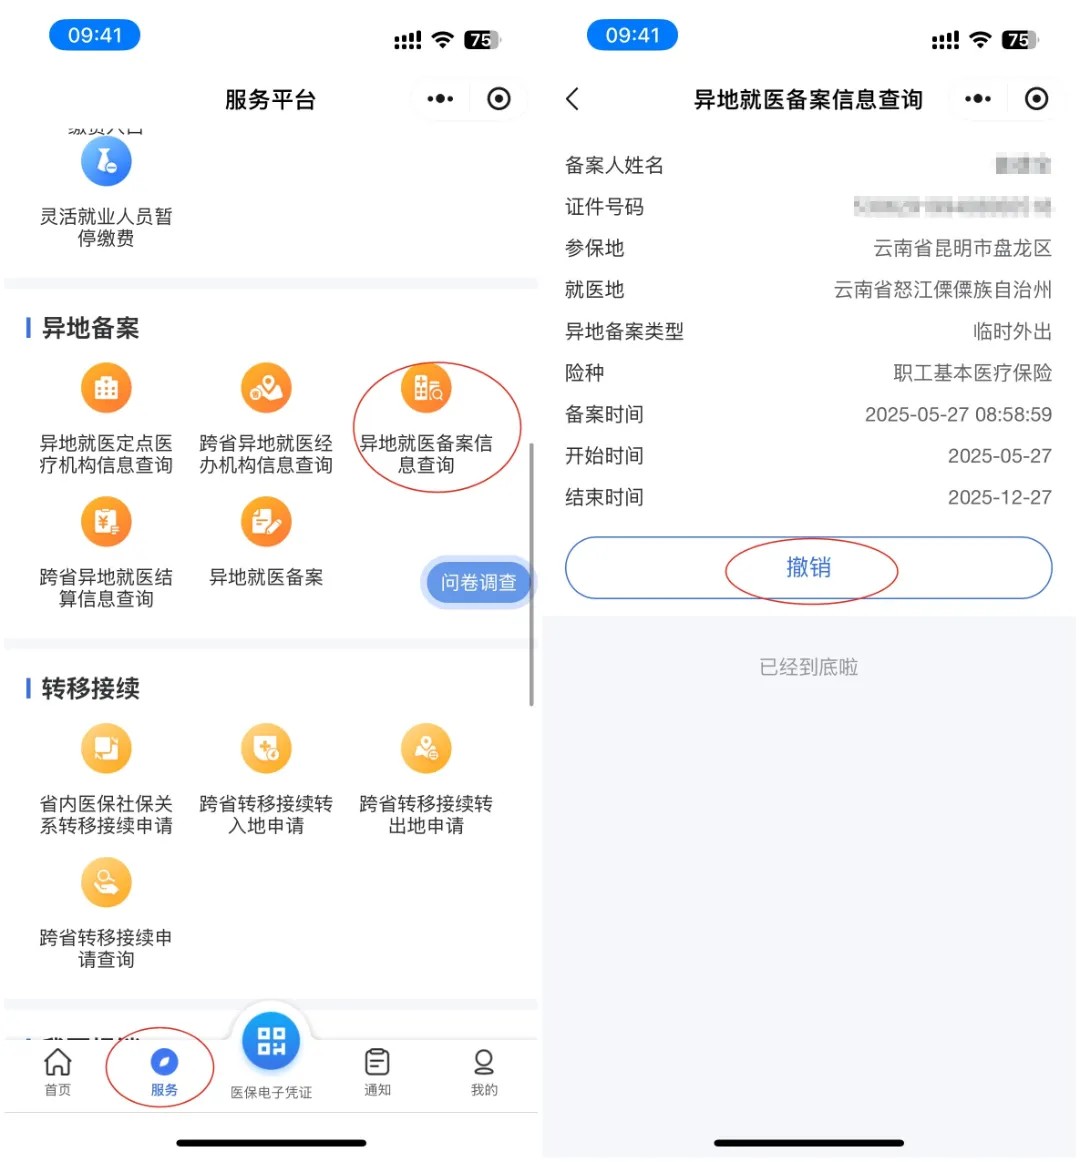 09:41
75
服务平台
缴费入口
灵活就业人员暂
停缴费
异地备案
异地就医定点医
疗机构信息查询
跨省异地就医经
办机构信息查询
异地就医备案信
息查询
跨省异地就医结
算信息查询
异地就医备案
问卷调查
转移接续
省内医保社保关
系转移接续申请
跨省转移接续转
入地申请
跨省转移接续转
出地申请
跨省转移接续申
请查询
首页
服务
医保电子凭证
通知
我的
09:41
75
异地就医备案信息查询
备案人姓名
证件号码
参保地 云南省昆明市盘龙区
就医地 云南省怒江傈僳族自治州
异地备案类型 临时外出
险种 职工基本医疗保险
备案时间 2025-05-27 08:58:59
开始时间 2025-05-27
结束时间 2025-12-27
撤销
已经到底啦